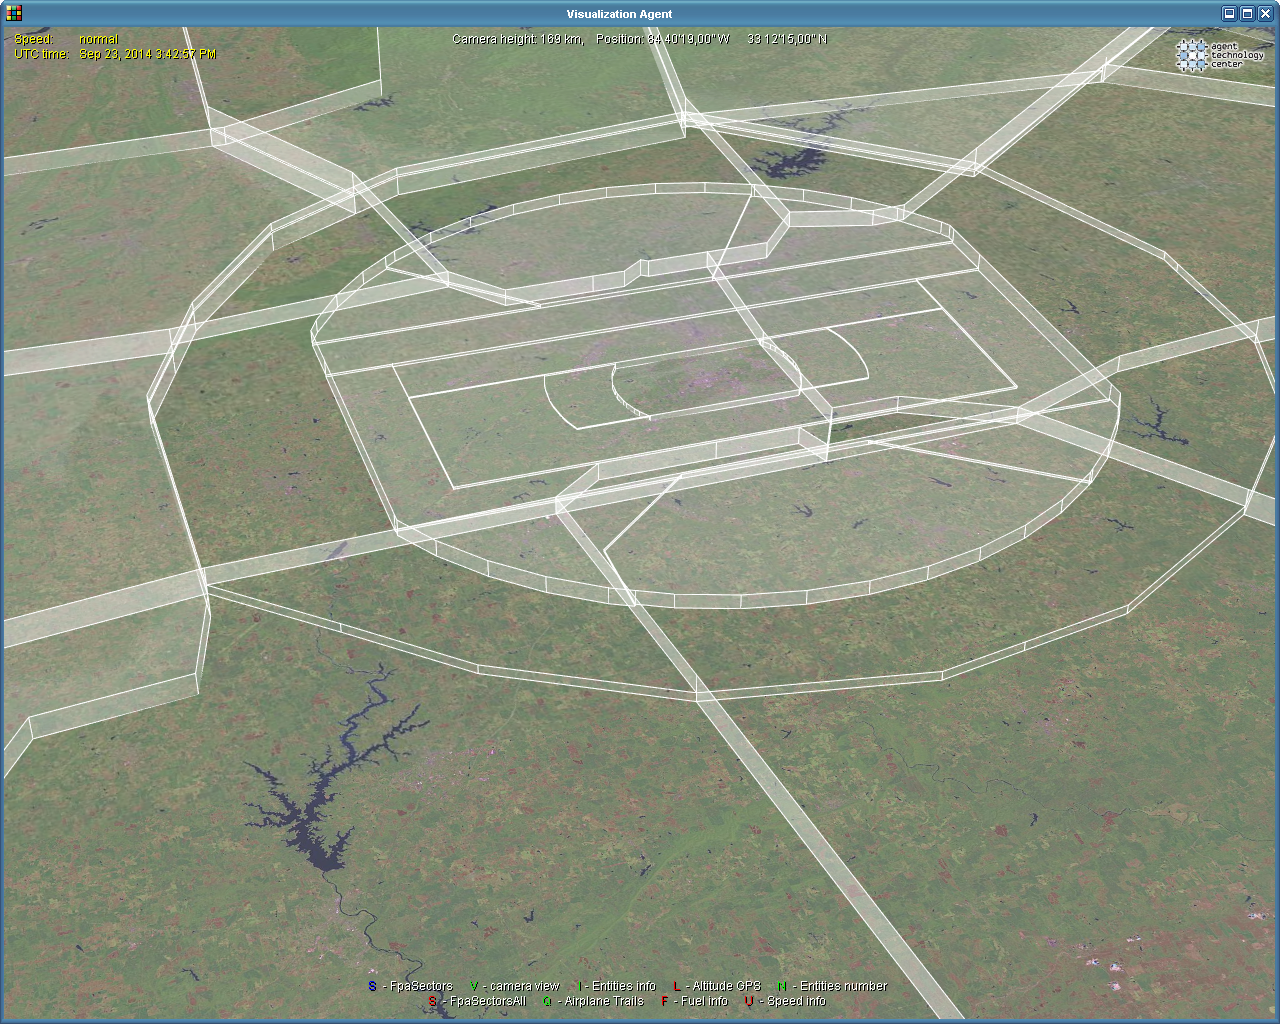 Visualization Agent
Speed: normal
Camera height: 169 km, Position: 84 40'19,00" W 33 12'15,00" N
UTC time: Sep 23, 2014 3:42:57 PM
agent
technology
center
S - FpaSectors V - camera view I - Entities info L - Altitude GPS N - Entities number
S - FpaSectorsAll Q - Airplane Trails F - Fuel info U - Speed info